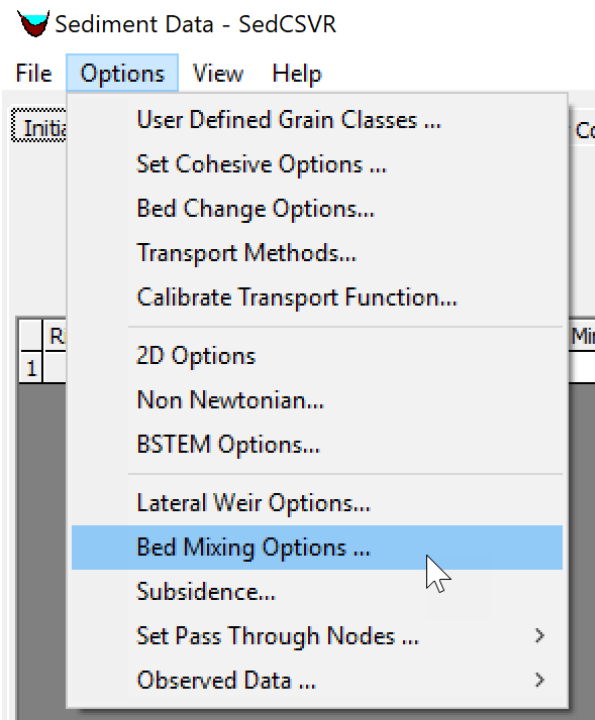 Sediment Data - SedCSVR
File Options View Help
User Defined Grain Classes ...
Set Cohesive Options ...
Bed Change Options...
Transport Methods...
Calibrate Transport Function...
2D Options
Non Newtonian...
BSTEM Options...
Lateral Weir Options...
Bed Mixing Options ...
Subsidence...
Set Pass Through Nodes ...
Observed Data ...
1